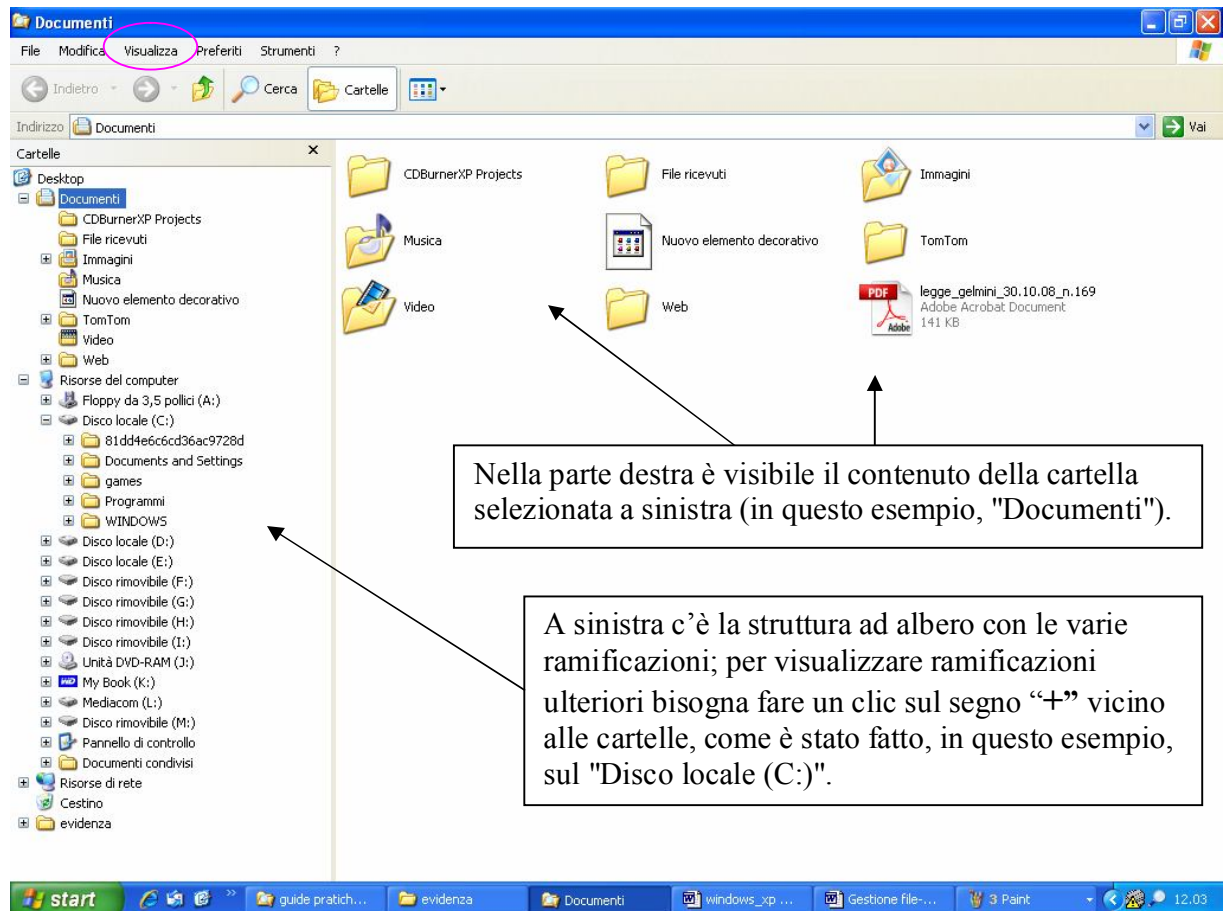 Documenti
File Modifica Visualizza Preferiti Strumenti ?
Indietro Cerca Cartelle
Indirizzo Documenti Vai
Cartelle x
Desktop
Documenti
CDBurnerXP Projects
File ricevuti
Immagini
Musica
Nuovo elemento decorativo
TomTom
Video
Web
Risorse del computer
Floppy da 3,5 pollici (A:)
Disco locale (C:)
81dd4e6c6cd36ac9728d
Documents and Settings
games
Programmi
WINDOWS
Disco locale (D:)
Disco locale (E:)
Disco rimovibile (F:)
Disco rimovibile (G:)
Disco rimovibile (H:)
Disco rimovibile (I:)
Unità DVD-RAM (J:)
WD My Book (K:)
Mediacom (L:)
Disco rimovibile (M:)
Pannello di controllo
Documenti condivisi
Risorse di rete
Cestino
evidenza
CDBurnerXP Projects
File ricevuti
Immagini
Musica
Nuovo elemento decorativo
TomTom
Video
Web
PDF
Adobe
legge_gelmini_30.10.08_n.169
Adobe Acrobat Document
141 KB
Nella parte destra è visibile il contenuto della cartella
selezionata a sinistra (in questo esempio, "Documenti").
A sinistra c’è la struttura ad albero con le varie
ramificazioni; per visualizzare ramificazioni
ulteriori bisogna fare un clic sul segno “+” vicino
alle cartelle, come è stato fatto, in questo esempio,
sul "Disco locale (C:)".
start guide pratich... evidenza Documenti windows_xp ... Gestione file-... 3 Paint 12.03